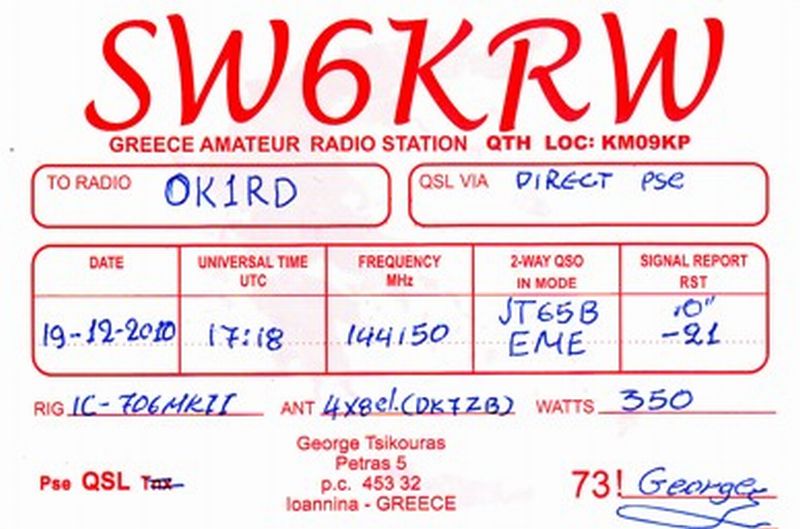 SW6KRW
GREECE AMATEUR RADIO STATION QTH LOC: KM09KP
TO RADIO OK1RD
QSL VIA DIRECT PSE
DATE UNIVERSAL TIME UTC FREQUENCY MHz 2-WAY QSO IN MODE SIGNAL REPORT RST
19-12-2010 17:18 144,150 JT65B EME "O" -21
RIG IC-706MKII ANT 4x8el.(DK7ZB) WATTS 350
George Tsikouras
Petras 5
p.c. 453 32
Ioannina - GREECE
Pse QSL Tnx
73! George